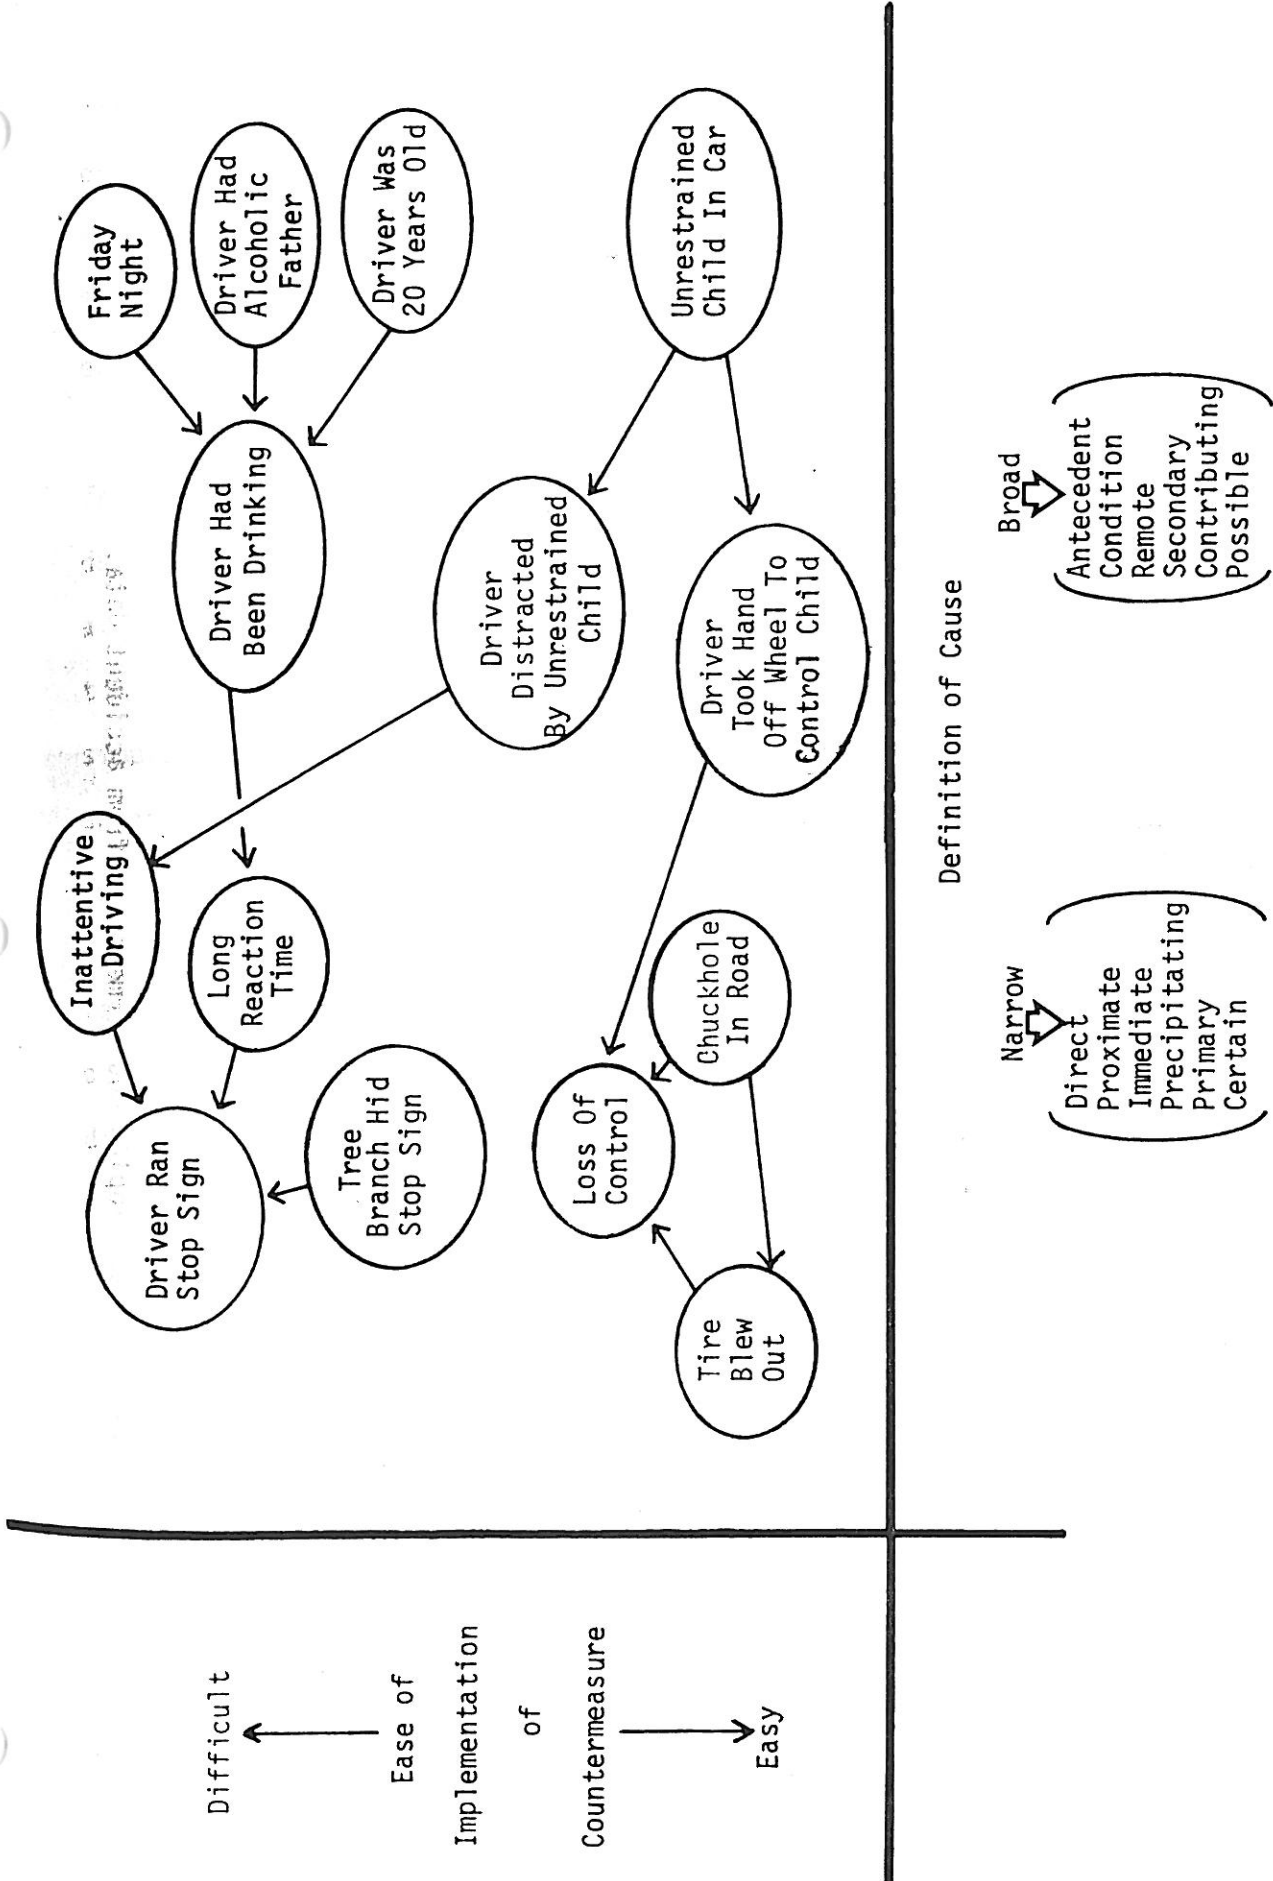 Difficult
Ease of
Implementation
of
Countermeasure
Easy
Inattentive
Driving
Friday
Night
Driver Ran
Stop Sign
Long
Reaction
Time
Driver Had
Been Drinking
Driver Had
Alcoholic
Father
Tree
Branch Hid
Stop Sign
Driver Was
20 Years Old
Driver
Distracted
By Unrestrained
Child
Loss Of
Control
Unrestrained
Child In Car
Tire
Blew
Out
Chuckhole
In Road
Driver
Took Hand
Off Wheel To
Control Child
Definition of Cause
Narrow
Direct
Proximate
Immediate
Precipitating
Primary
Certain
Broad
Antecedent
Condition
Remote
Secondary
Contributing
Possible